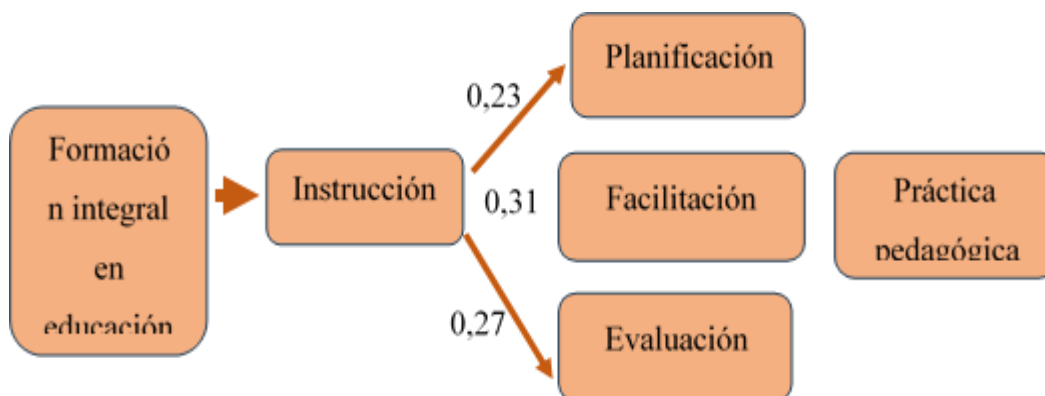 Formació
n integral
en
educación
Instrucción
0,23
0,31
0,27
Planificación
Facilitación
Evaluación
Práctica
pedagógica